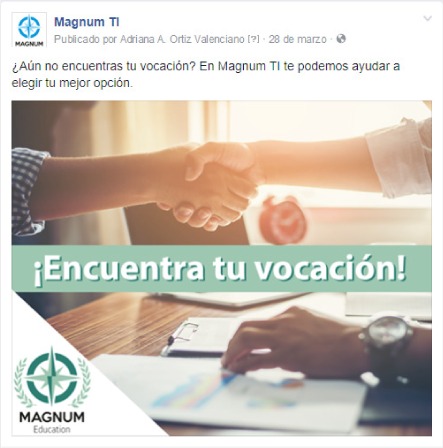 Magnum TI
Publicado por Adriana A. Ortiz Valenciano [?] · 28 de marzo ·
¿Aún no encuentras tu vocación? En Magnum TI te podemos ayudar a
elegir tu mejor opción.
¡Encuentra tu vocación!
MAGNUM
MAGNUM
Education